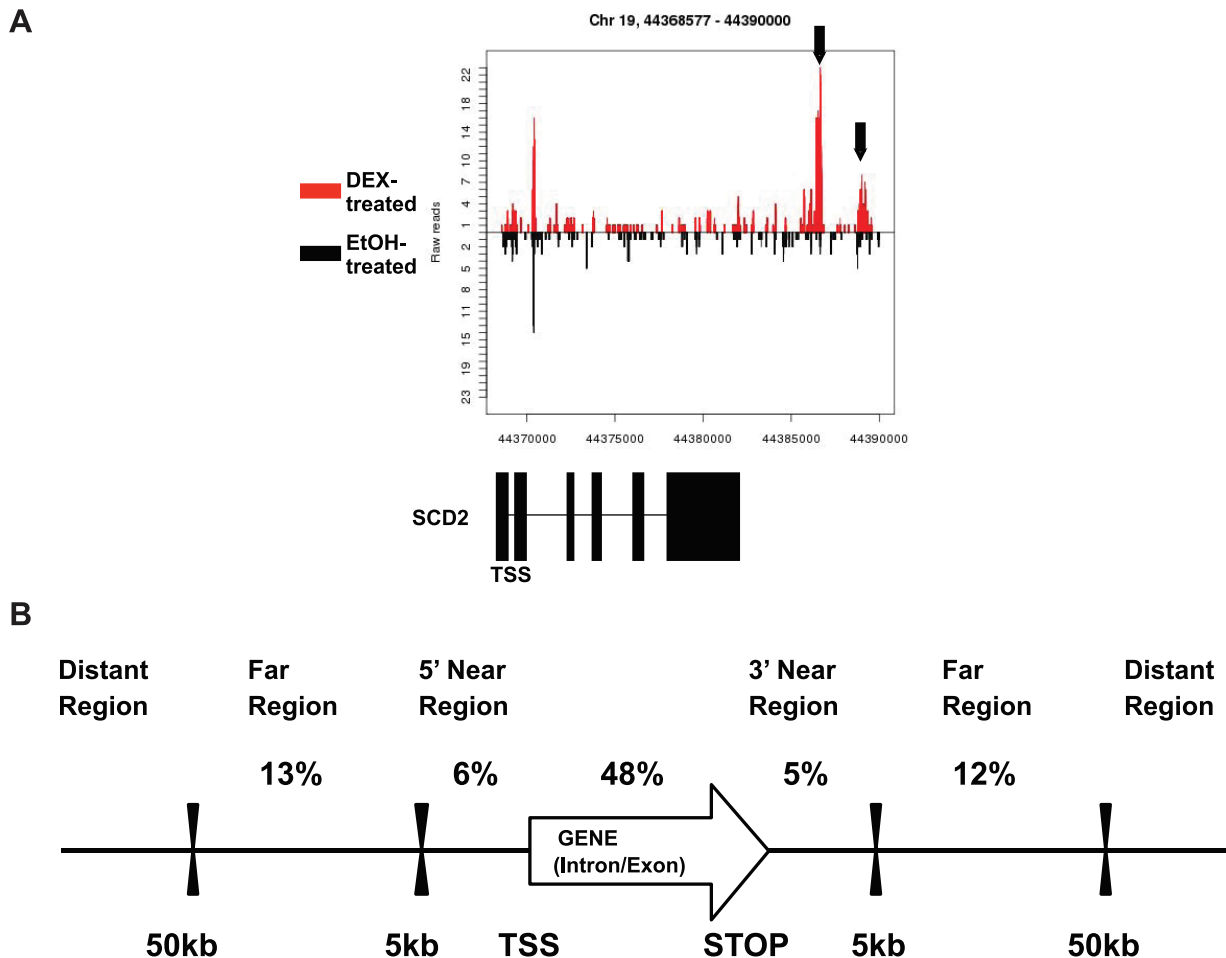 A
Chr 19, 44368577 - 44390000
DEX-
treated
EtOH-
treated
Raw reads
22
18
14
10
7
4
1
2
5
8
11
15
19
23
44370000 44375000 44380000 44385000 44390000
SCD2
TSS
B
Distant Region
Far Region
5’ Near Region
3’ Near Region
Far Region
Distant Region
13% 6% 48% 5% 12%
GENE
(Intron/Exon)
50kb 5kb TSS STOP 5kb 50kb